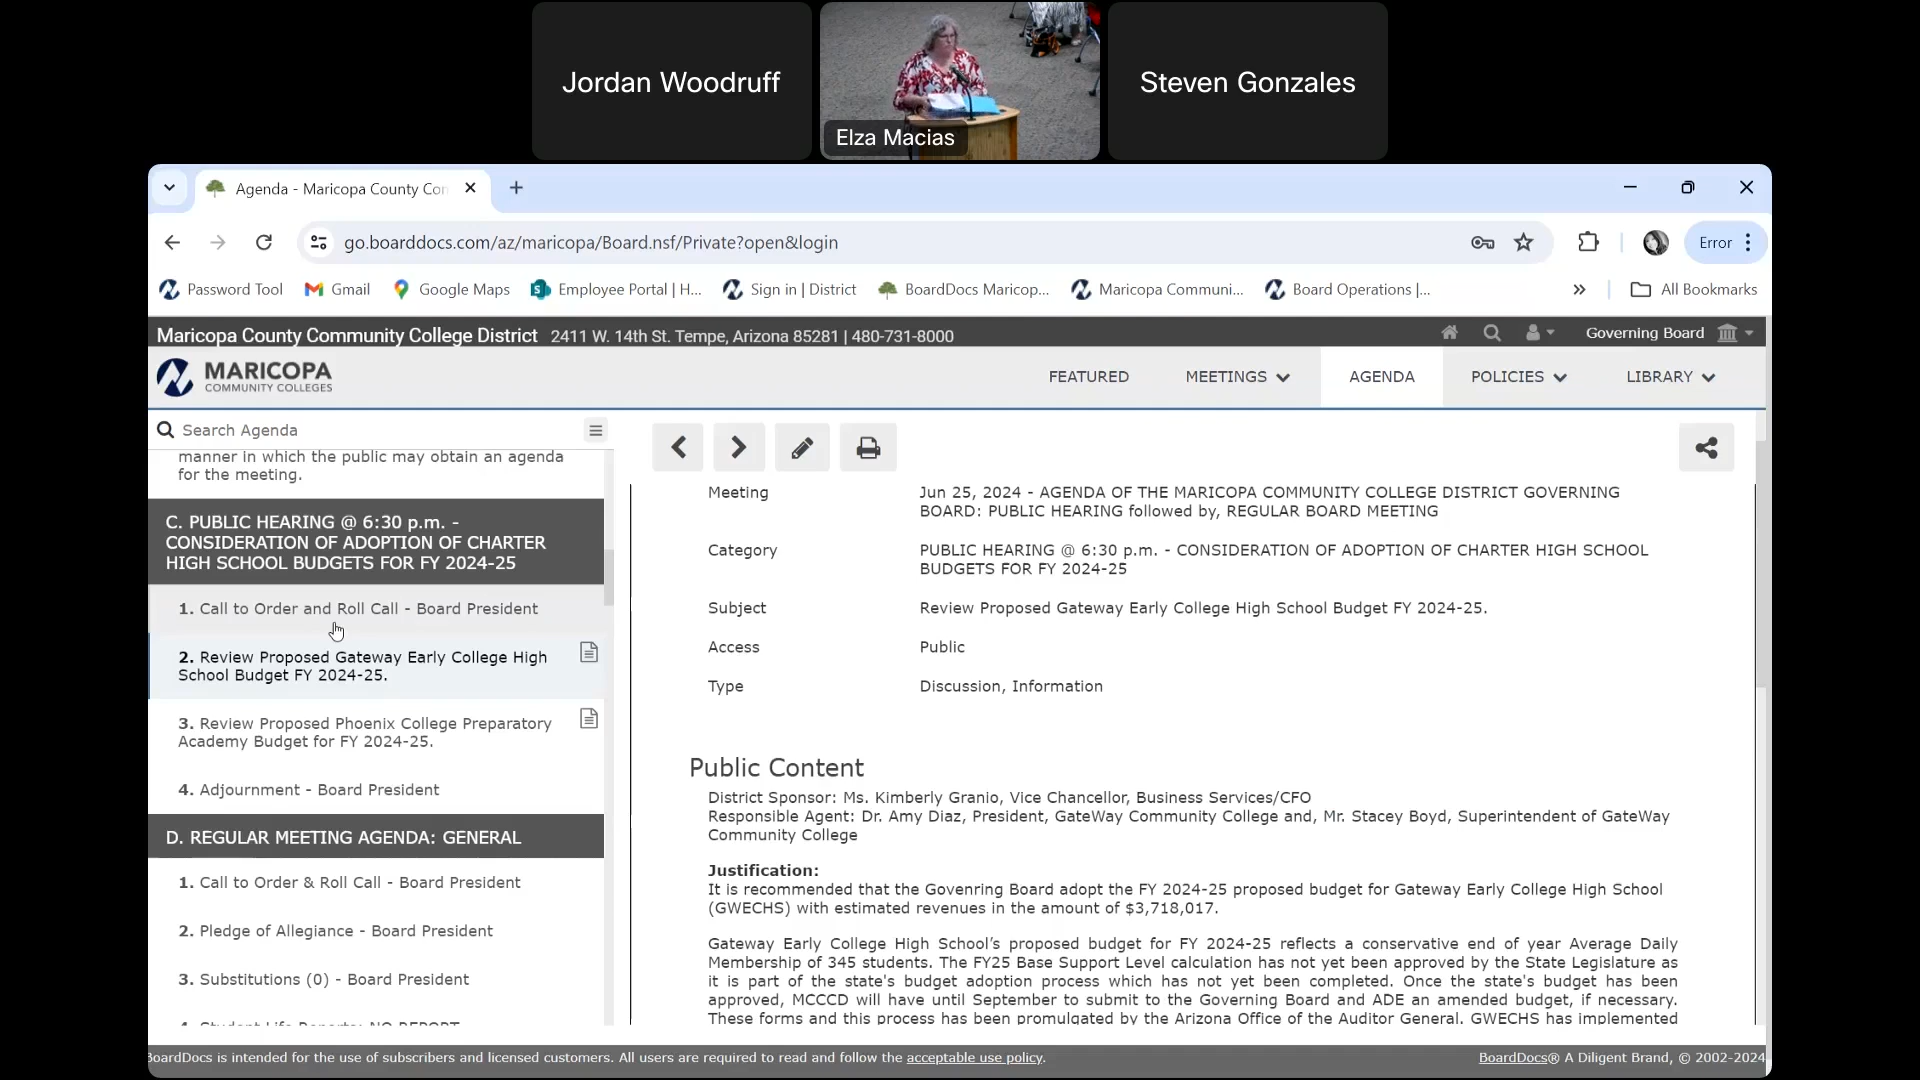 Jordan Woodruff
Elza Macias
Steven Gonzales
Agenda - Maricopa County Con
go.boarddocs.com/az/maricopa/Board.nsf/Private?open&login
Error
Password Tool
Gmail
Google Maps
Employee Portal | H...
Sign in | District
BoardDocs Maricop...
Maricopa Communi...
Board Operations |...
All Bookmarks
Maricopa County Community College District 2411 W. 14th St. Tempe, Arizona 85281 | 480-731-8000
Governing Board
MARICOPA
COMMUNITY COLLEGES
FEATURED
MEETINGS
AGENDA
POLICIES
LIBRARY
Search Agenda
manner in which the public may obtain an agenda
for the meeting.
C. PUBLIC HEARING @ 6:30 p.m. -
CONSIDERATION OF ADOPTION OF CHARTER
HIGH SCHOOL BUDGETS FOR FY 2024-25
1. Call to Order and Roll Call - Board President
2. Review Proposed Gateway Early College High
School Budget FY 2024-25.
3. Review Proposed Phoenix College Preparatory
Academy Budget for FY 2024-25.
4. Adjournment - Board President
D. REGULAR MEETING AGENDA: GENERAL
1. Call to Order & Roll Call - Board President
2. Pledge of Allegiance - Board President
3. Substitutions (0) - Board President
4. Student Life Reports: NO REPORT
Meeting
Jun 25, 2024 - AGENDA OF THE MARICOPA COMMUNITY COLLEGE DISTRICT GOVERNING
BOARD: PUBLIC HEARING followed by, REGULAR BOARD MEETING
Category
PUBLIC HEARING @ 6:30 p.m. - CONSIDERATION OF ADOPTION OF CHARTER HIGH SCHOOL
BUDGETS FOR FY 2024-25
Subject
Review Proposed Gateway Early College High School Budget FY 2024-25.
Access
Public
Type
Discussion, Information
Public Content
District Sponsor: Ms. Kimberly Granio, Vice Chancellor, Business Services/CFO
Responsible Agent: Dr. Amy Diaz, President, GateWay Community College and, Mr. Stacey Boyd, Superintendent of GateWay
Community College
Justification:
It is recommended that the Govenring Board adopt the FY 2024-25 proposed budget for Gateway Early College High School
(GWECHS) with estimated revenues in the amount of $3,718,017.
Gateway Early College High School's proposed budget for FY 2024-25 reflects a conservative end of year Average Daily
Membership of 345 students. The FY25 Base Support Level calculation has not yet been approved by the State Legislature as
it is part of the state's budget adoption process which has not yet been completed. Once the state's budget has been
approved, MCCCD will have until September to submit to the Governing Board and ADE an amended budget, if necessary.
These forms and this process has been promulgated by the Arizona Office of the Auditor General. GWECHS has implemented
BoardDocs is intended for the use of subscribers and licensed customers. All users are required to read and follow the acceptable use policy.
BoardDocs® A Diligent Brand, © 2002-2024